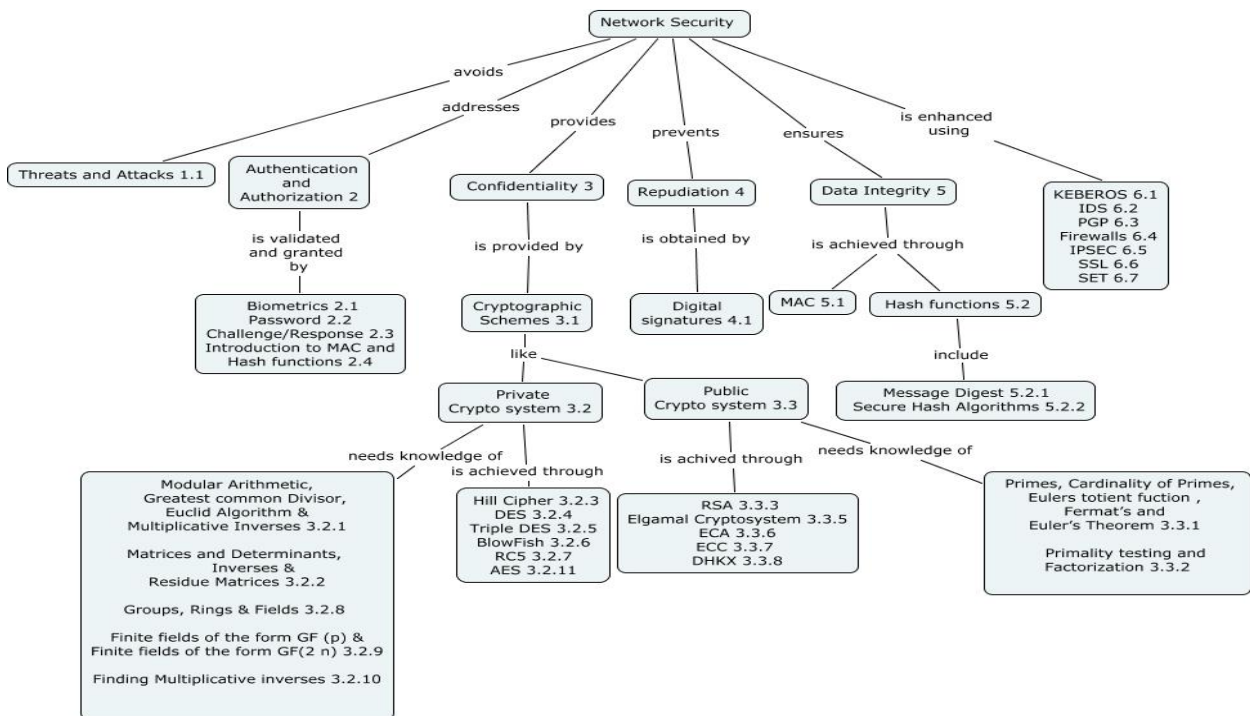 Network Security
avoids
addresses
provides
prevents
ensures
is enhanced
using
Threats and Attacks 1.1
Authentication
and
Authorization 2
Confidentiality 3
Repudiation 4
Data Integrity 5
KEBEROS 6.1
IDS 6.2
PGP 6.3
Firewalls 6.4
IPSEC 6.5
SSL 6.6
SET 6.7
is validated
and granted
by
is provided by
is obtained by
is achieved through
Biometrics 2.1
Password 2.2
Challenge/Response 2.3
Introduction to MAC and
Hash functions 2.4
Cryptographic
Schemes 3.1
Digital
signatures 4.1
MAC 5.1
Hash functions 5.2
like
include
Private
Crypto system 3.2
Public
Crypto system 3.3
Message Digest 5.2.1
Secure Hash Algorithms 5.2.2
needs knowledge of
is achieved through
is achived through
needs knowledge of
Modular Arithmetic,
Greatest common Divisor,
Euclid Algorithm &
Multiplicative Inverses 3.2.1
Matrices and Determinants,
Inverses &
Residue Matrices 3.2.2
Groups, Rings & Fields 3.2.8
Finite fields of the form GF (p) &
Finite fields of the form GF(2 n) 3.2.9
Finding Multiplicative inverses 3.2.10
Hill Cipher 3.2.3
DES 3.2.4
Triple DES 3.2.5
BlowFish 3.2.6
RC5 3.2.7
AES 3.2.11
RSA 3.3.3
Elgamal Cryptosystem 3.3.5
ECA 3.3.6
ECC 3.3.7
DHKX 3.3.8
Primes, Cardinality of Primes,
Eulers totient fuction ,
Fermat's and
Euler's Theorem 3.3.1
Primality testing and
Factorization 3.3.2